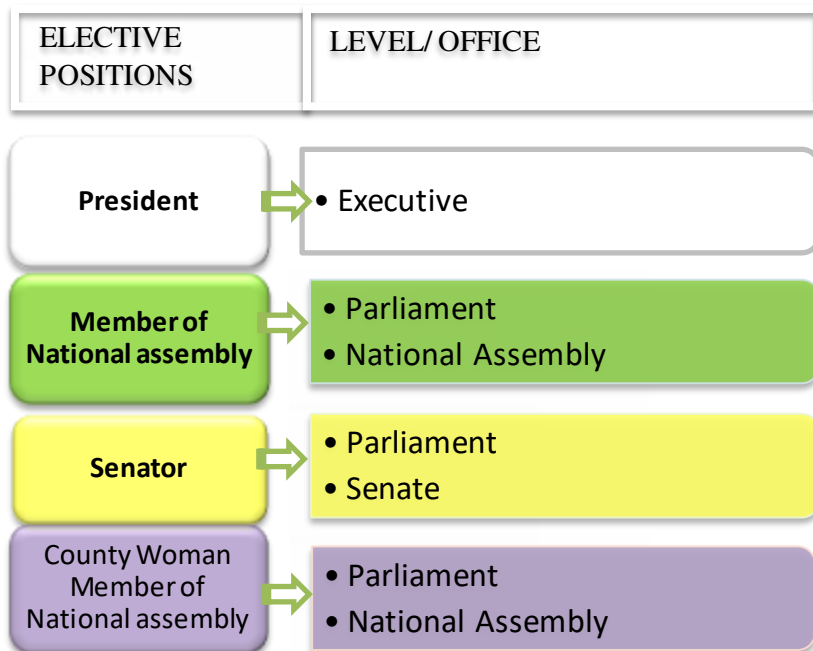 ELECTIVE
POSITIONS
LEVEL/ OFFICE
President
• Executive
Member of
National assembly
• Parliament
• National Assembly
Senator
• Parliament
• Senate
County Woman
Member of
National assembly
• Parliament
• National Assembly